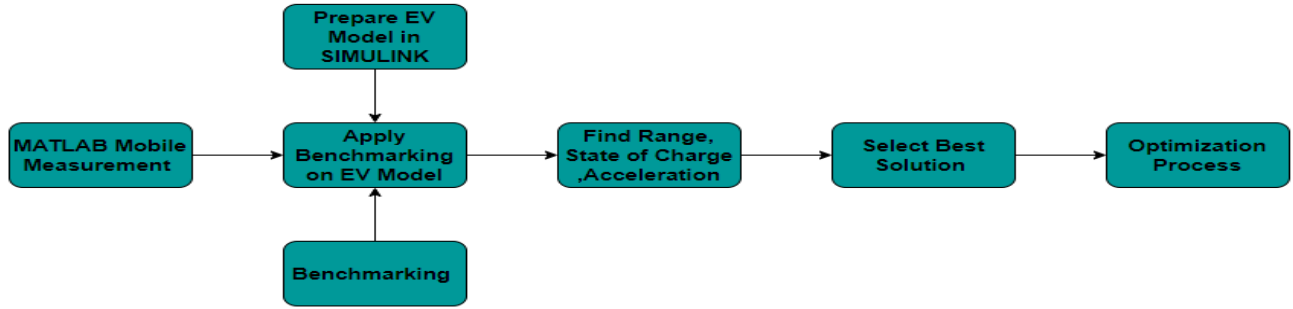 Prepare EV
Model in
SIMULINK
MATLAB Mobile
Measurement
Apply
Benchmarking
on EV Model
Find Range,
State of Charge
,Acceleration
Select Best
Solution
Optimization
Process
Benchmarking